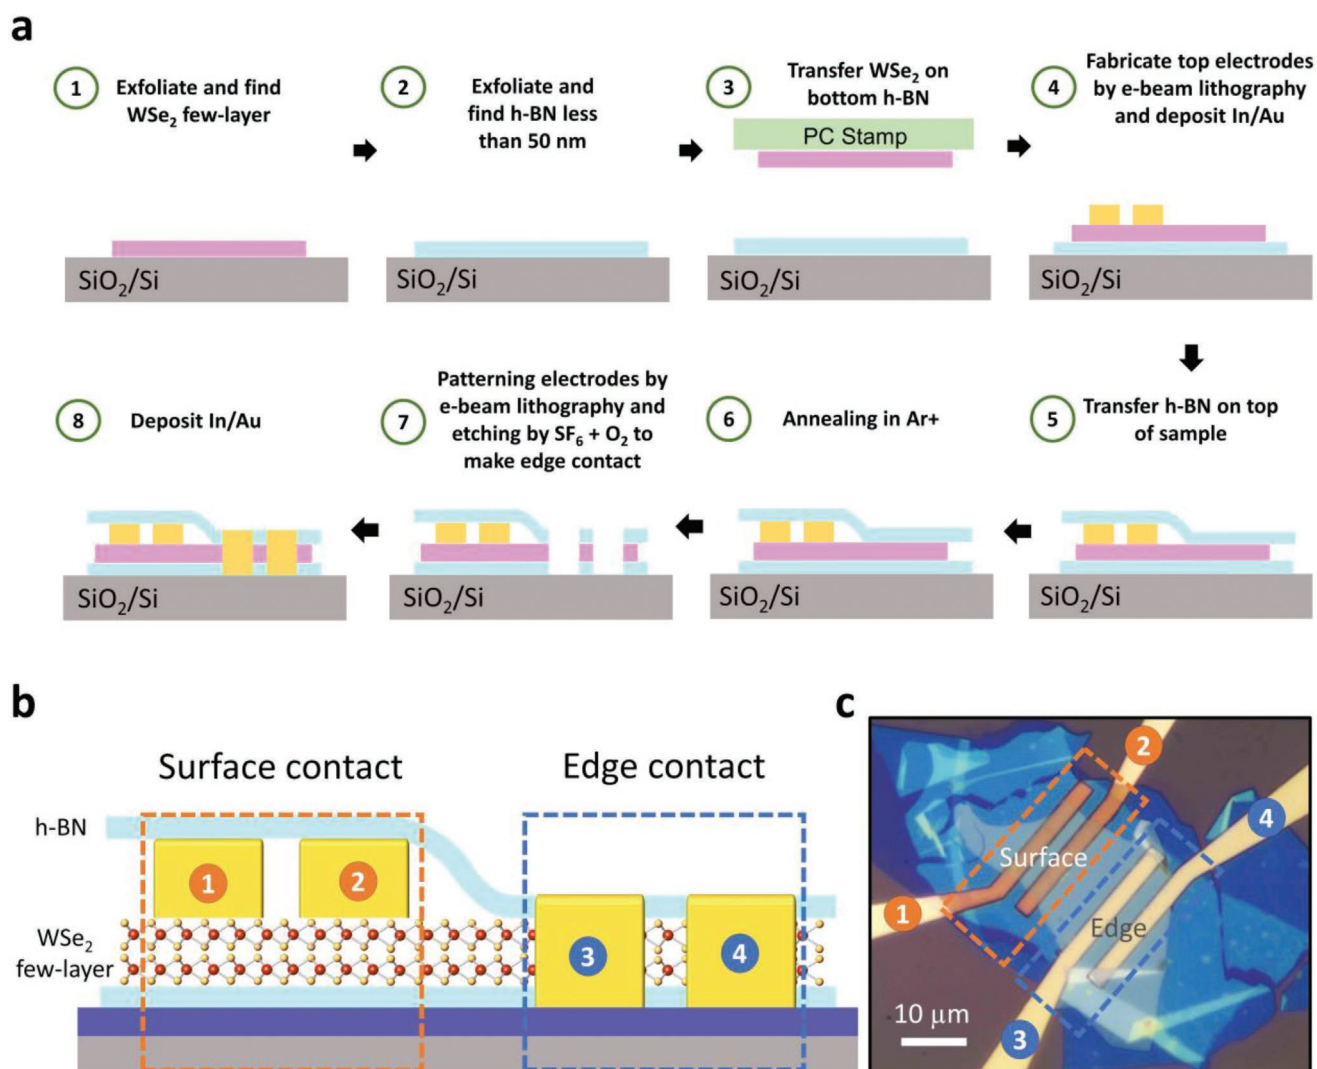 a
1
Exfoliate and find
WSe₂ few-layer
2
Exfoliate and
find h-BN less
than 50 nm
3
Transfer WSe₂ on
bottom h-BN
PC Stamp
4
Fabricate top electrodes
by e-beam lithography
and deposit In/Au
SiO₂/Si
SiO₂/Si
SiO₂/Si
SiO₂/Si
5
Transfer h-BN on top
of sample
6
Annealing in Ar+
7
Patterning electrodes by
e-beam lithography and
etching by SF₆ + O₂ to
make edge contact
8
Deposit In/Au
SiO₂/Si
SiO₂/Si
SiO₂/Si
SiO₂/Si
b
Surface contact
Edge contact
h-BN
1
2
WSe₂
few-layer
3
4
c
2
4
Surface
1
Edge
10 μm
3